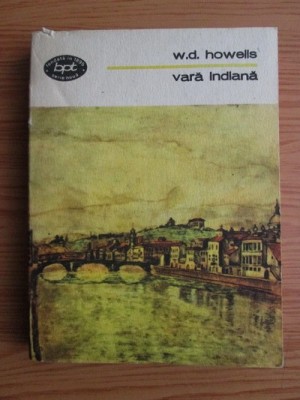 w.d. howells
vară indiană
bpt